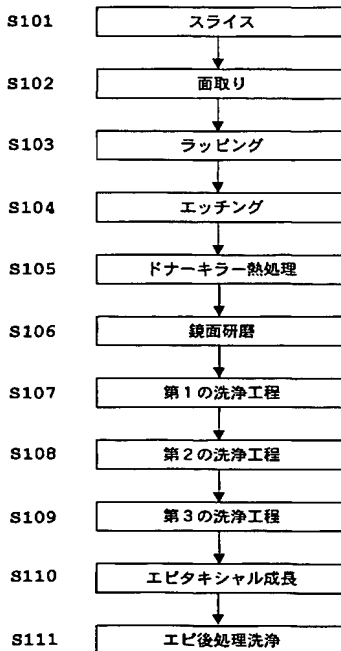 S101 スライス
S102 面取り
S103 ラッピング
S104 エッチング
S105 ドナーキラー熱処理
S106 鏡面研磨
S107 第1の洗浄工程
S108 第2の洗浄工程
S109 第3の洗浄工程
S110 エピタキシャル成長
S111 エピ後処理洗浄